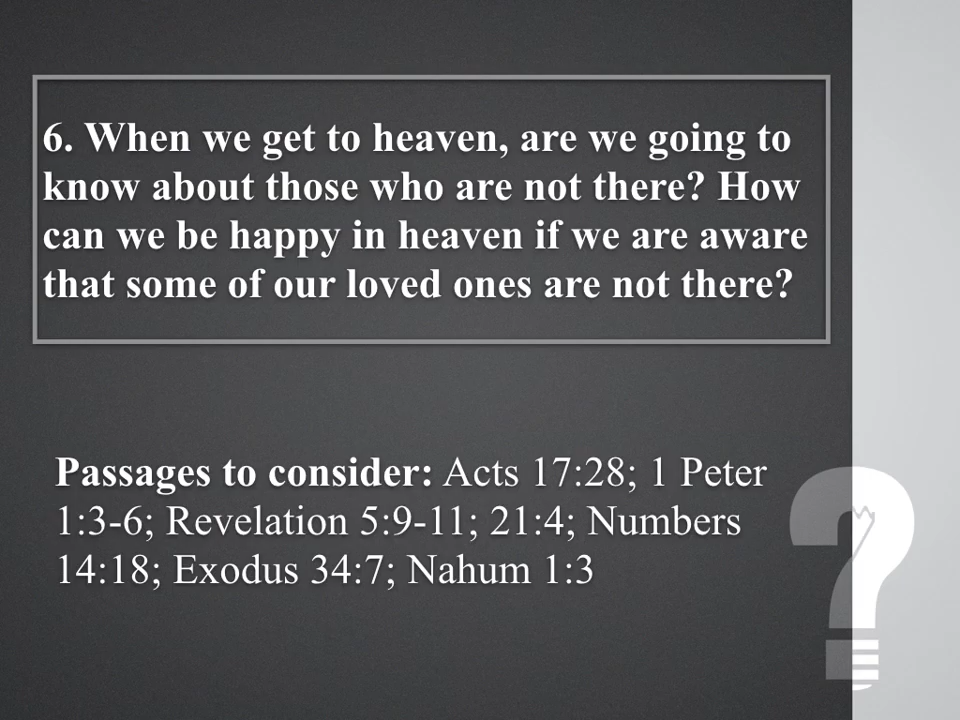 6. When we get to heaven, are we going to
know about those who are not there? How
can we be happy in heaven if we are aware
that some of our loved ones are not there?
Passages to consider: Acts 17:28; 1 Peter
1:3-6; Revelation 5:9-11; 21:4; Numbers
14:18; Exodus 34:7; Nahum 1:3